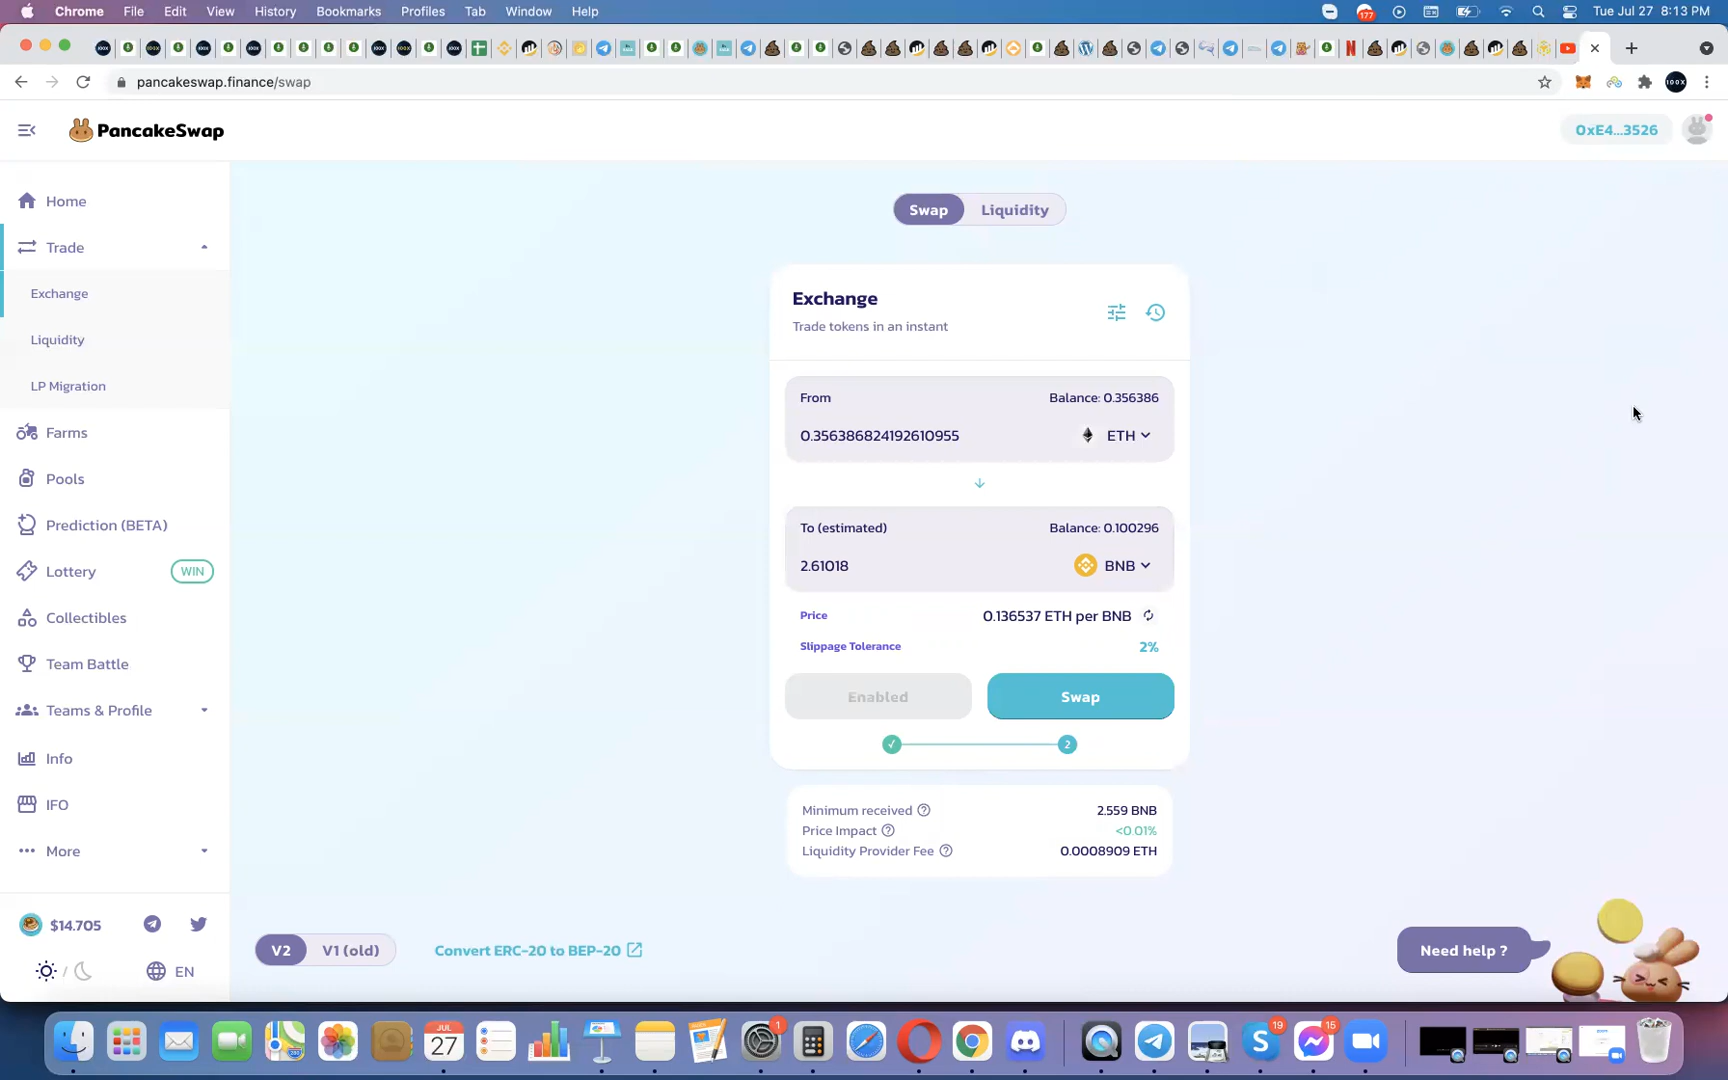 Chrome File Edit View History Bookmarks Profiles Tab Window Help
177
Tue Jul 27 8:13 PM
pancakeswap.finance/swap
PancakeSwap
0xE4...3526
Home
Trade
Exchange
Liquidity
LP Migration
Farms
Pools
Prediction (BETA)
Lottery WIN
Collectibles
Team Battle
Teams & Profile
Info
IFO
More
$14.705
EN
Swap Liquidity
Exchange
Trade tokens in an instant
From Balance: 0.356386
0.356386824192610955 ETH
To (estimated) Balance: 0.100296
2.61018 BNB
Price 0.136537 ETH per BNB
Slippage Tolerance 2%
Enabled Swap
2
Minimum received 2.559 BNB
Price Impact <0.01%
Liquidity Provider Fee 0.0008909 ETH
V2 V1 (old) Convert ERC-20 to BEP-20
Need help ?
JUL
27
1
19
15